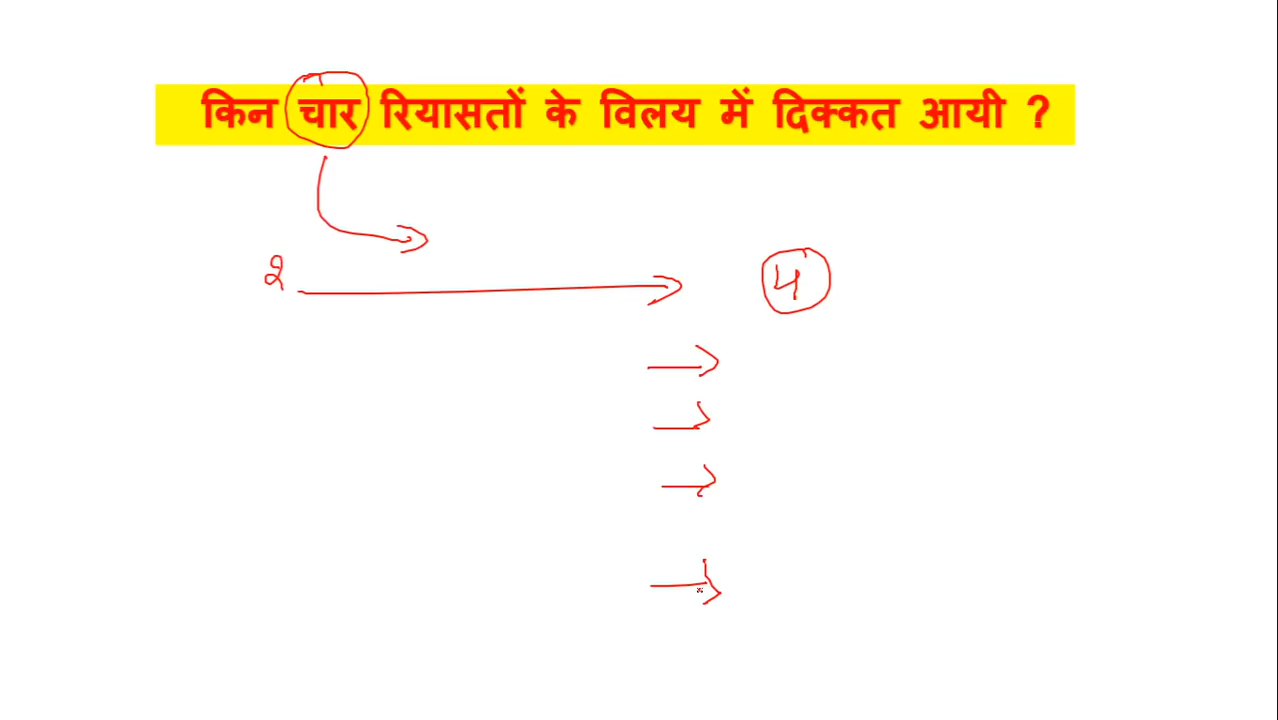 किन चार रियासतों के विलय में दिक्कत आयी ?
2 4